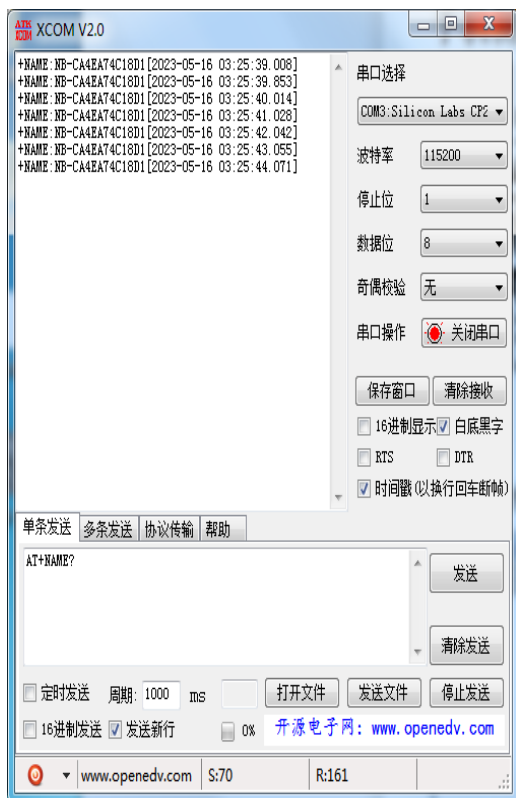 ATK XCOM XCOM V2.0
+NAME:NB-CA4EA74C18D1[2023-05-16 03:25:39.008]
+NAME:NB-CA4EA74C18D1[2023-05-16 03:25:39.853]
+NAME:NB-CA4EA74C18D1[2023-05-16 03:25:40.014]
+NAME:NB-CA4EA74C18D1[2023-05-16 03:25:41.028]
+NAME:NB-CA4EA74C18D1[2023-05-16 03:25:42.042]
+NAME:NB-CA4EA74C18D1[2023-05-16 03:25:43.055]
+NAME:NB-CA4EA74C18D1[2023-05-16 03:25:44.071]
串口选择
COM3:Silicon Labs CP2
波特率 115200
停止位 1
数据位 8
奇偶校验 无
串口操作 关闭串口
保存窗口 清除接收
16进制显示 白底黑字
RTS DTR
时间戳(以换行回车断帧)
单条发送 多条发送 协议传输 帮助
AT+NAME?
发送
清除发送
定时发送 周期: 1000 ms 打开文件 发送文件 停止发送
16进制发送 发送新行 0% 开源电子网: www.openedv.com
www.openedv.com S:70 R:161